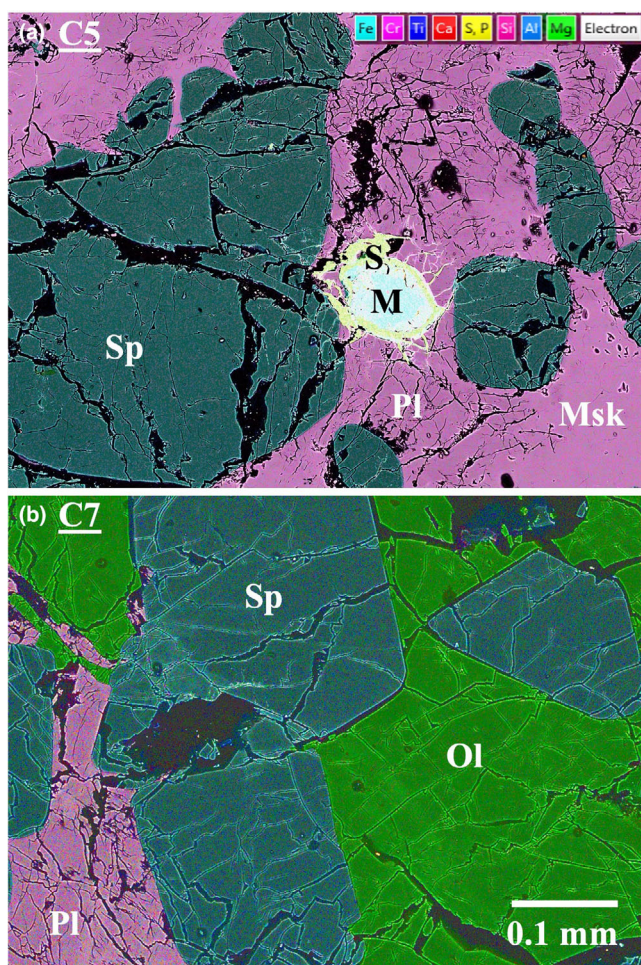 (a) C5
Fe Cr Ti Ca S, P Si Al Mg Electron
S
M
Sp
Pl
Msk
(b) C7
Sp
Ol
Pl
0.1 mm